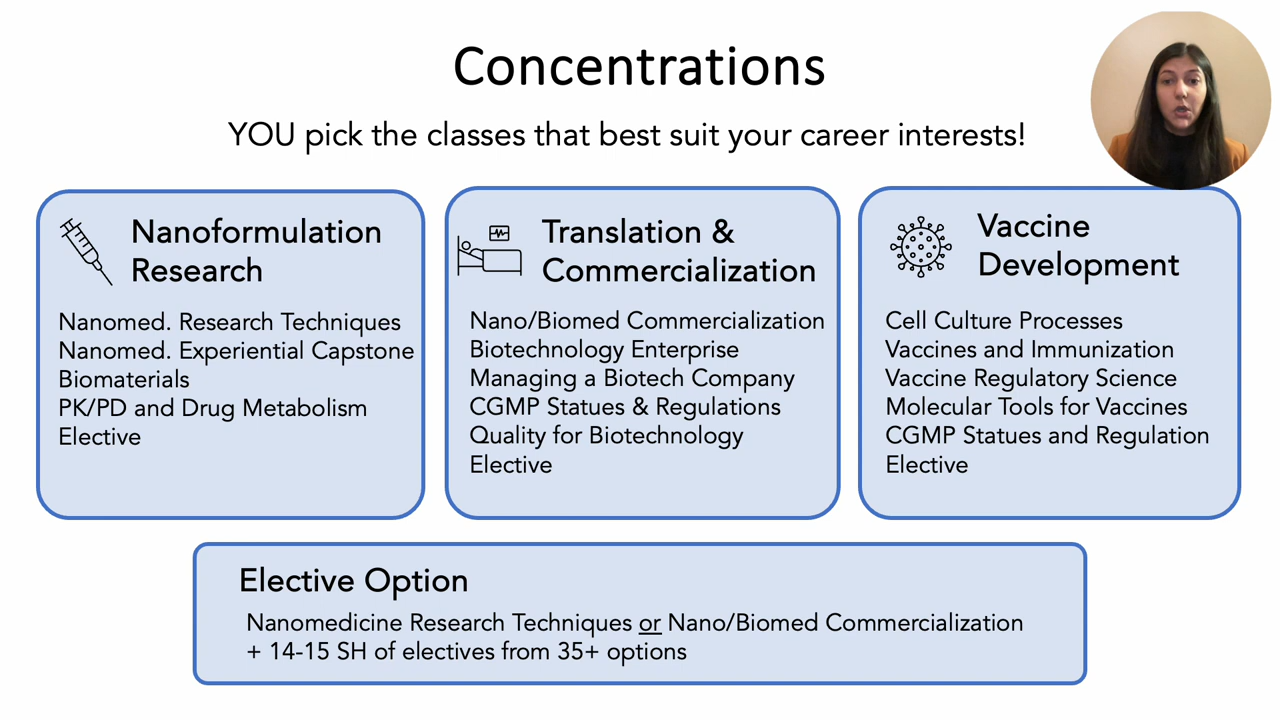 Concentrations
YOU pick the classes that best suit your career interests!
Nanoformulation
Research
Nanomed. Research Techniques
Nanomed. Experiential Capstone
Biomaterials
PK/PD and Drug Metabolism
Elective
Translation &
Commercialization
Nano/Biomed Commercialization
Biotechnology Enterprise
Managing a Biotech Company
CGMP Statues & Regulations
Quality for Biotechnology
Elective
Vaccine
Development
Cell Culture Processes
Vaccines and Immunization
Vaccine Regulatory Science
Molecular Tools for Vaccines
CGMP Statues and Regulation
Elective
Elective Option
Nanomedicine Research Techniques or Nano/Biomed Commercialization
+ 14-15 SH of electives from 35+ options